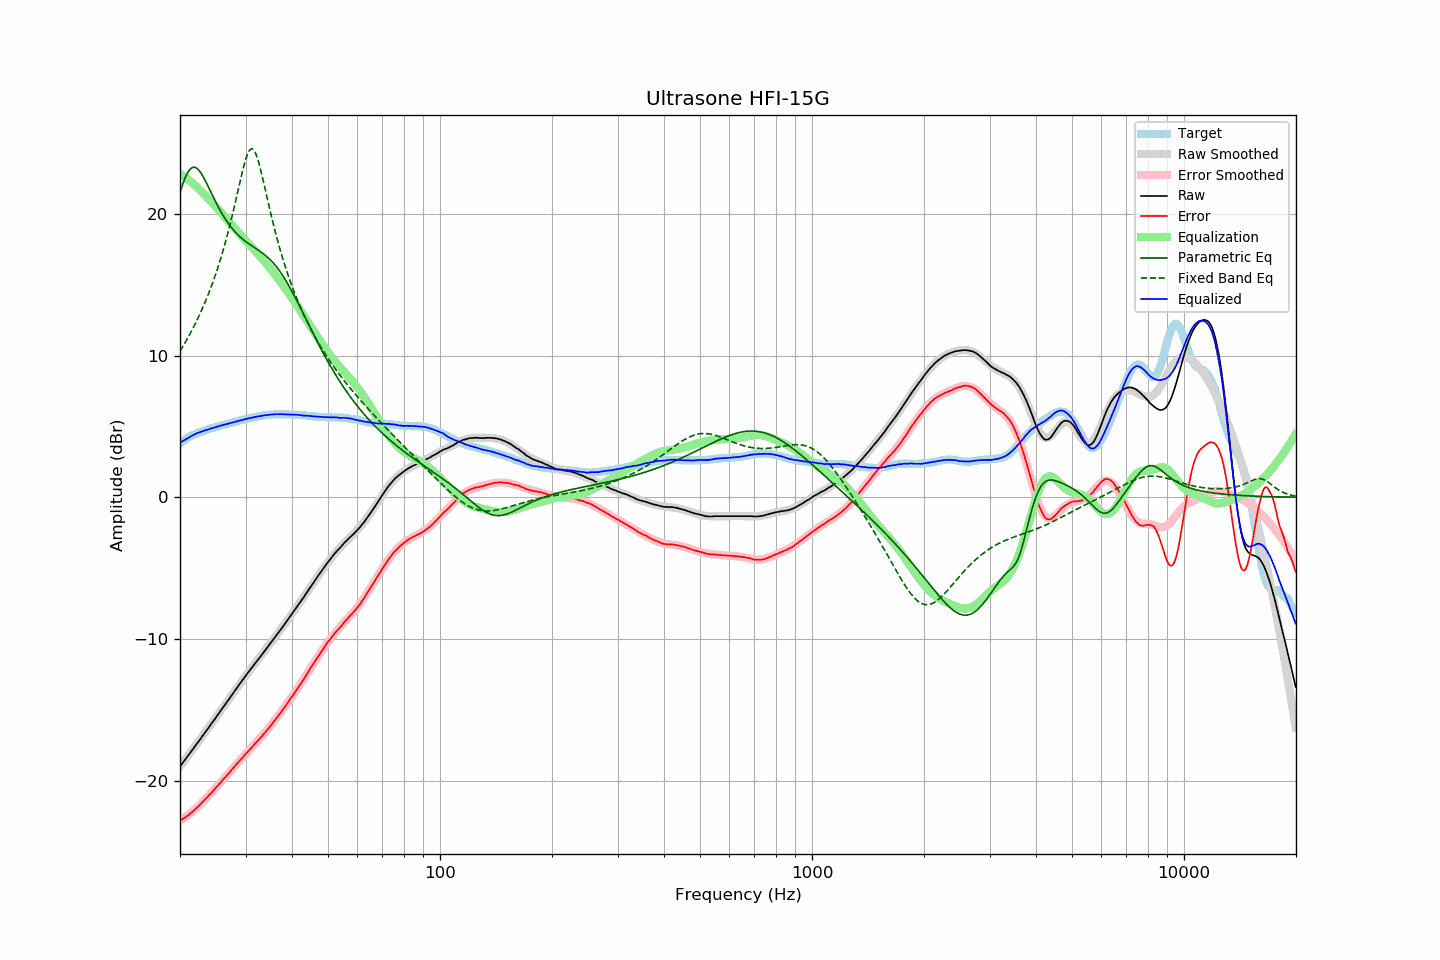 Ultrasone HFI-15G
Target
Raw Smoothed
Error Smoothed
Raw
Error
Equalization
Parametric Eq
Fixed Band Eq
Equalized
20
10
0
−10
−20
Amplitude (dBr)
100
1000
10000
Frequency (Hz)